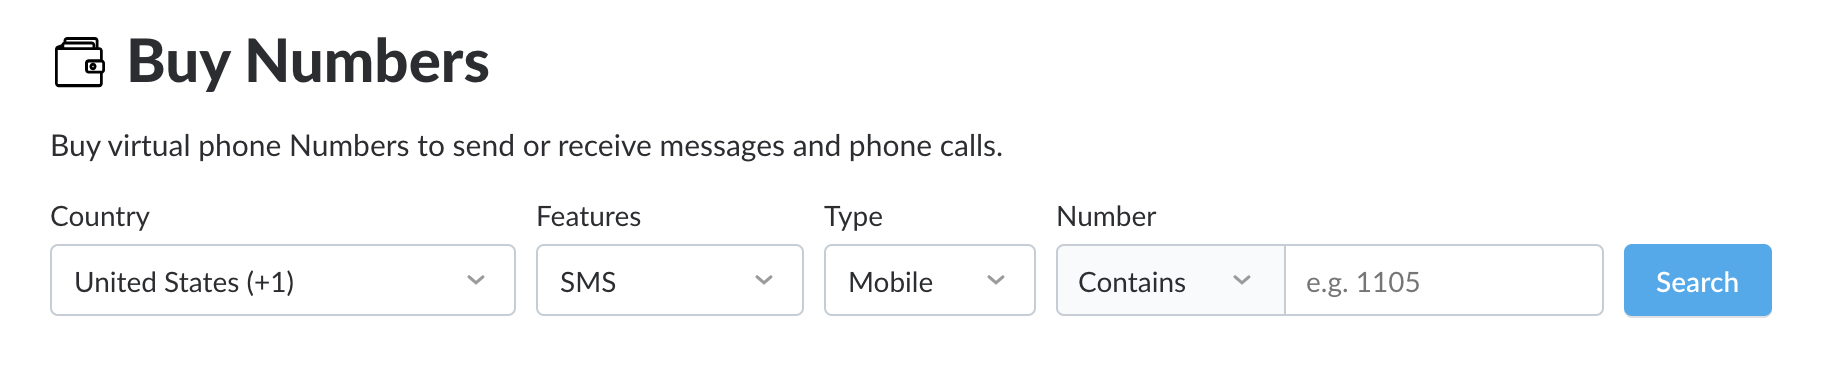 Buy Numbers
Buy virtual phone Numbers to send or receive messages and phone calls.
Country Features Type Number
United States (+1) SMS Mobile Contains e.g. 1105 Search